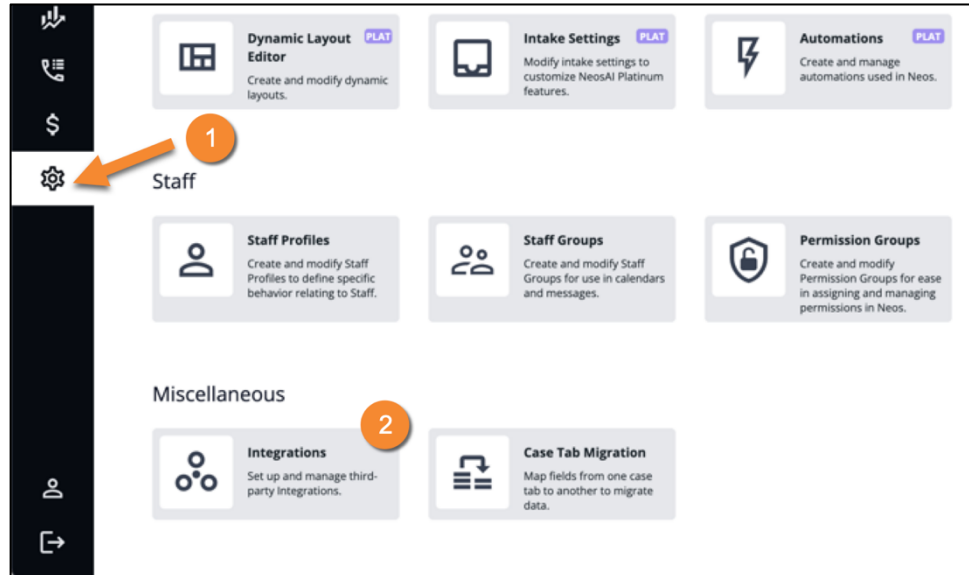 Dynamic Layout PLAT
Editor
Create and modify dynamic
layouts.
Intake Settings PLAT
Modify intake settings to
customize NeosAI Platinum
features.
Automations PLAT
Create and manage
automations used in Neos.
$
1
Staff
Staff Profiles
Create and modify Staff
Profiles to define specific
behavior relating to Staff.
Staff Groups
Create and modify Staff
Groups for use in calendars
and messages.
Permission Groups
Create and modify
Permission Groups for ease
in assigning and managing
permissions in Neos.
Miscellaneous
2
Integrations
Set up and manage third-
party Integrations.
Case Tab Migration
Map fields from one case
tab to another to migrate
data.